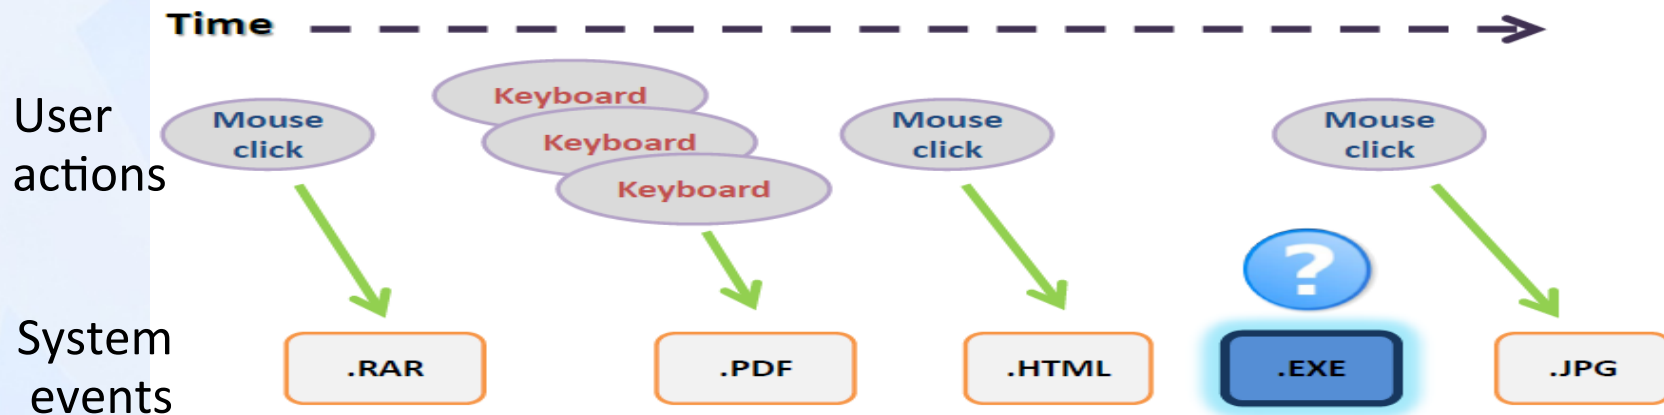 Time
User
actions
Mouse
click
Keyboard
Keyboard
Keyboard
Mouse
click
Mouse
click
?
System
events
.RAR
.PDF
.HTML
.EXE
.JPG